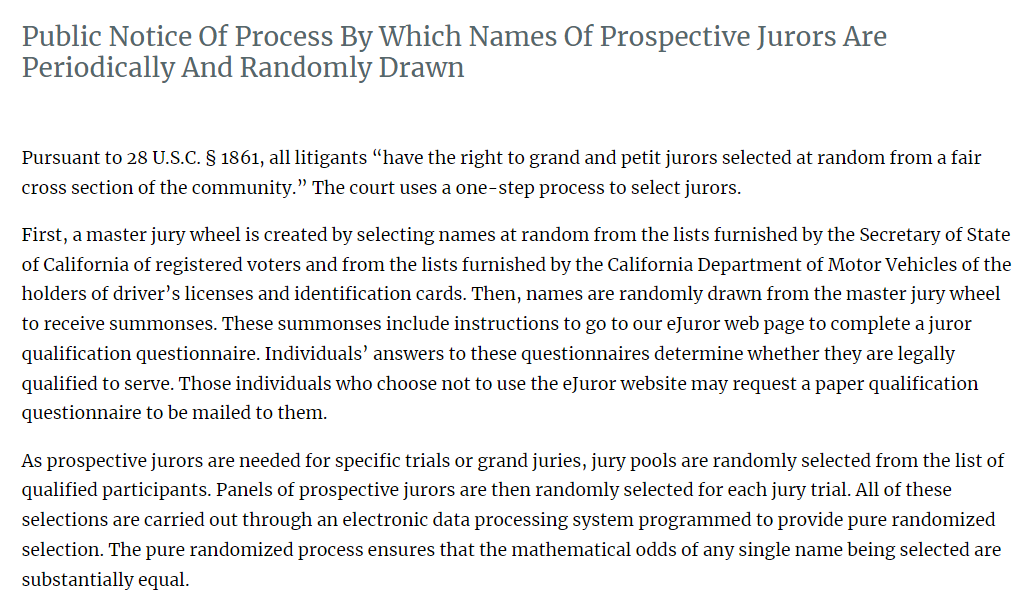 Public Notice Of Process By Which Names Of Prospective Jurors Are
Periodically And Randomly Drawn
Pursuant to 28 U.S.C. § 1861, all litigants “have the right to grand and petit jurors selected at random from a fair
cross section of the community.” The court uses a one-step process to select jurors.
First, a master jury wheel is created by selecting names at random from the lists furnished by the Secretary of State
of California of registered voters and from the lists furnished by the California Department of Motor Vehicles of the
holders of driver’s licenses and identification cards. Then, names are randomly drawn from the master jury wheel
to receive summonses. These summonses include instructions to go to our eJuror web page to complete a juror
qualification questionnaire. Individuals’ answers to these questionnaires determine whether they are legally
qualified to serve. Those individuals who choose not to use the eJuror website may request a paper qualification
questionnaire to be mailed to them.
As prospective jurors are needed for specific trials or grand juries, jury pools are randomly selected from the list of
qualified participants. Panels of prospective jurors are then randomly selected for each jury trial. All of these
selections are carried out through an electronic data processing system programmed to provide pure randomized
selection. The pure randomized process ensures that the mathematical odds of any single name being selected are
substantially equal.